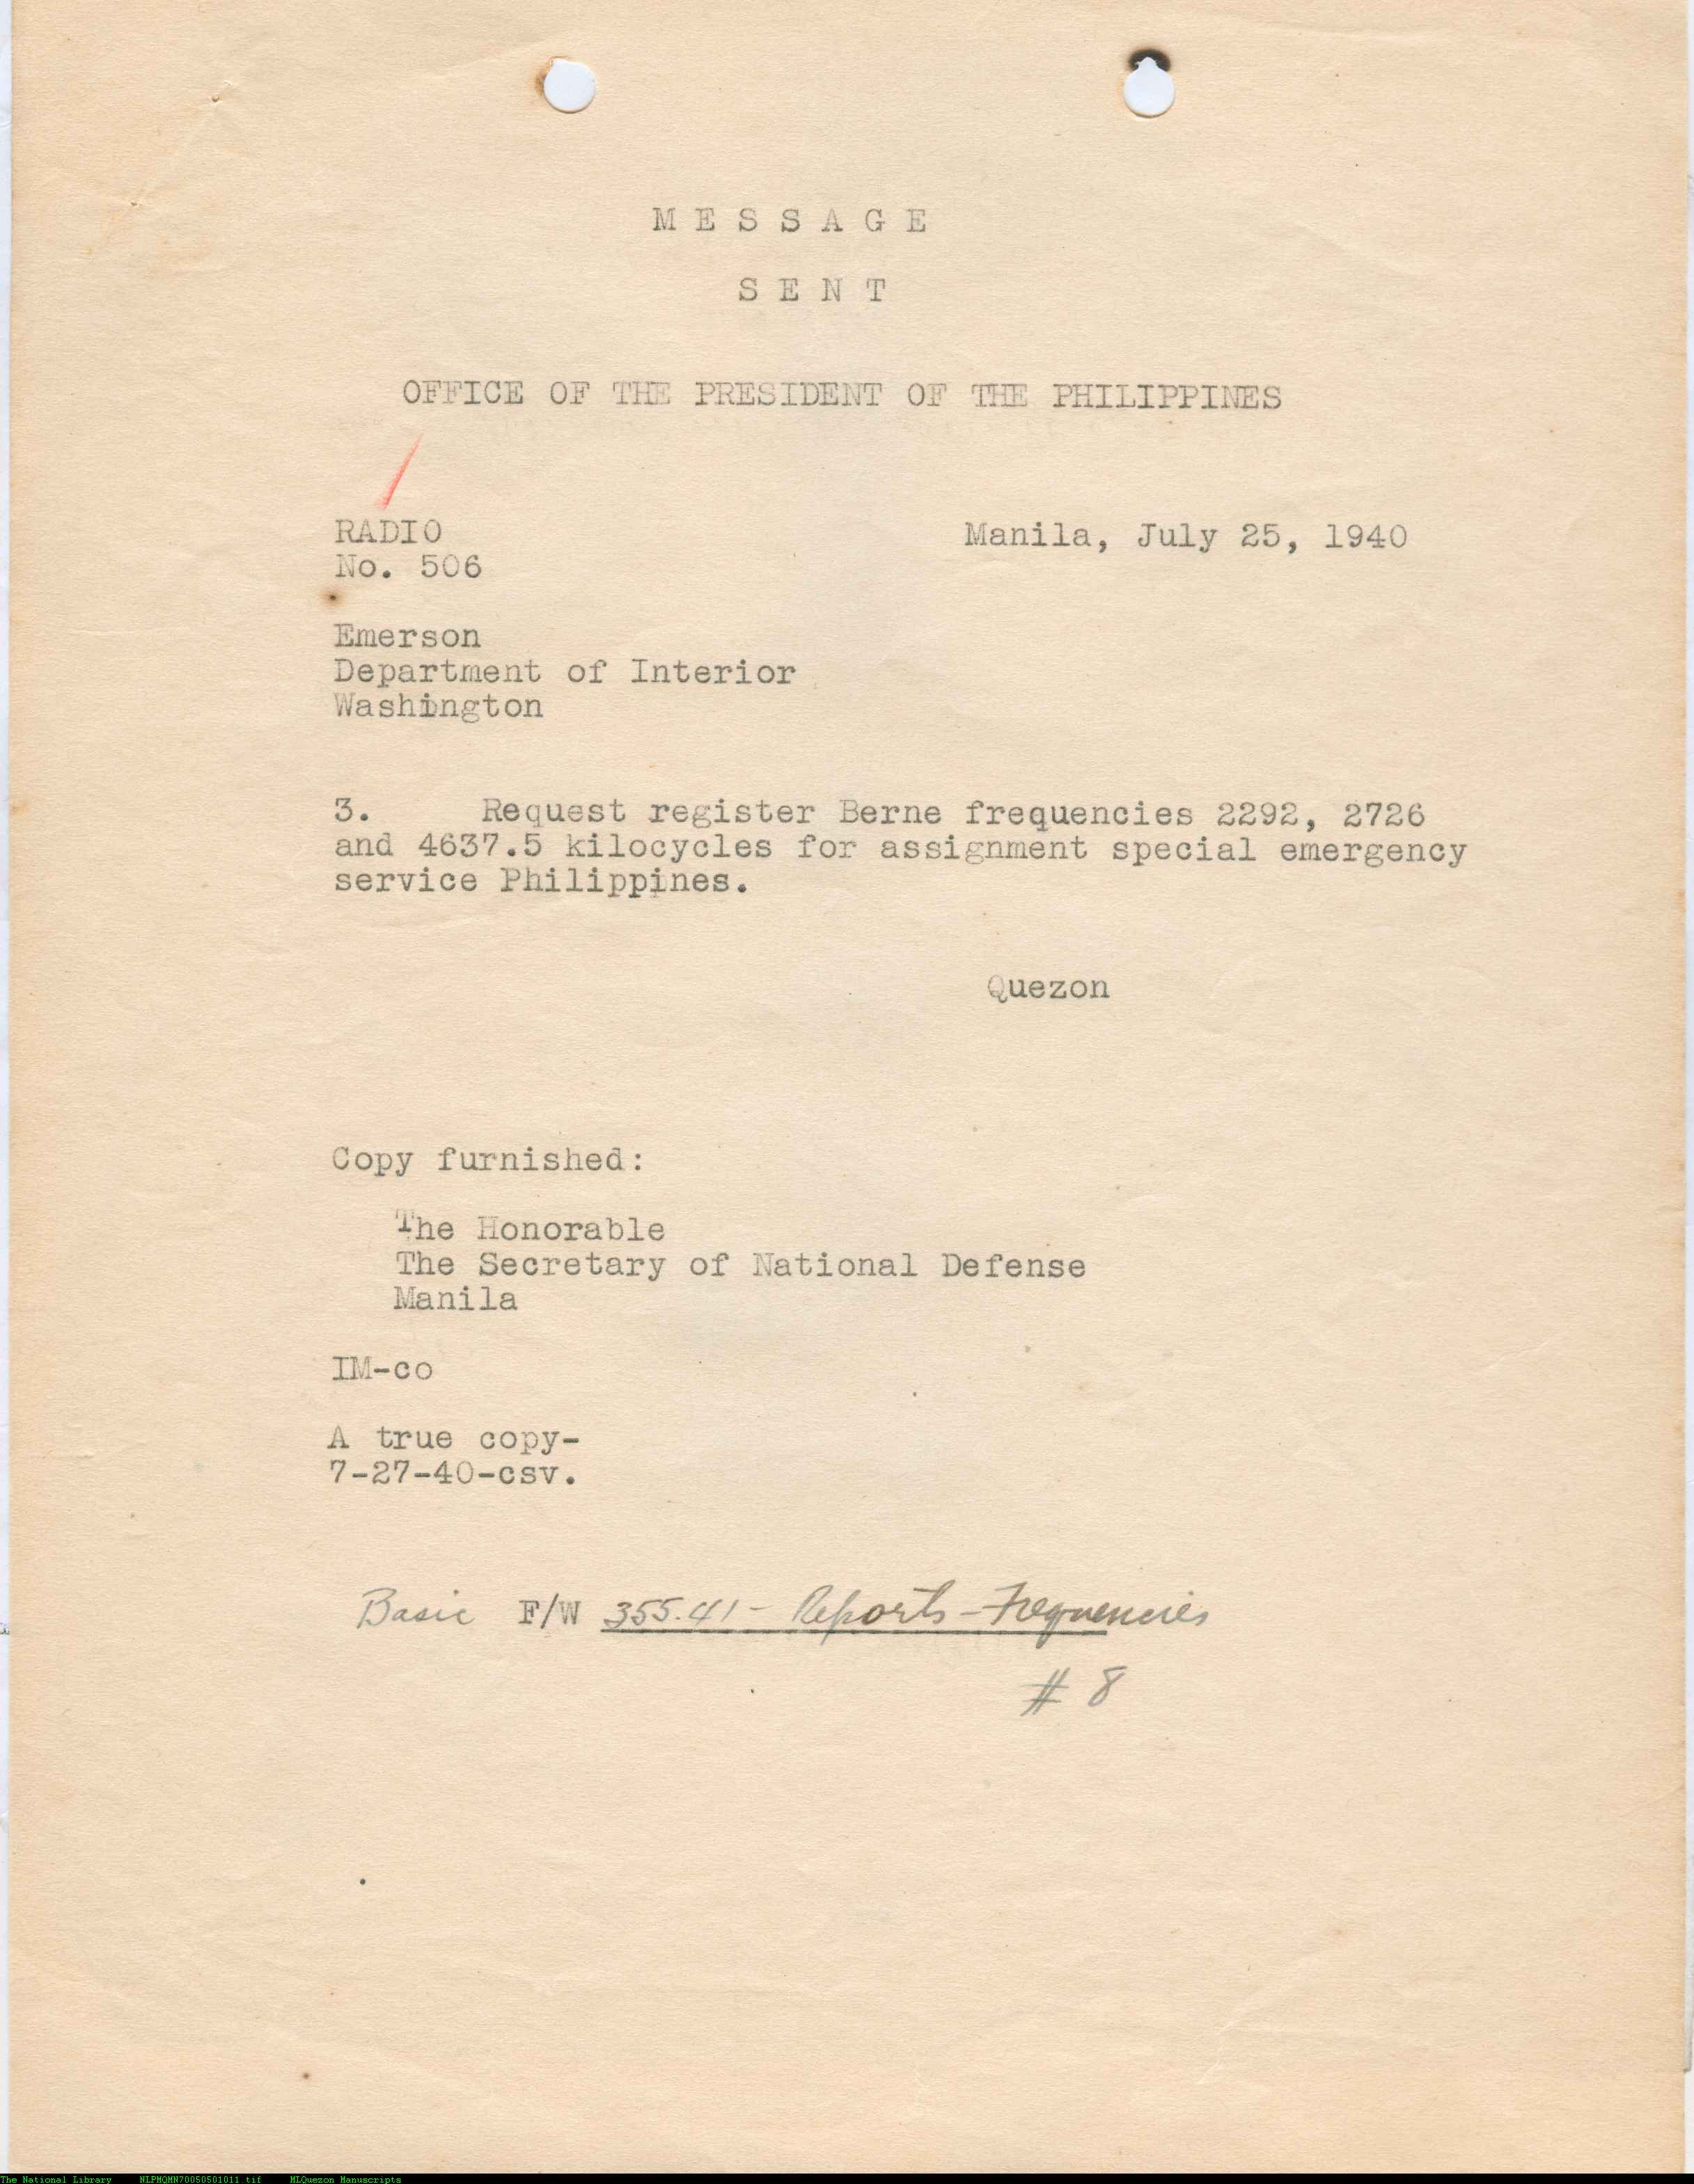 M E S S A G E
S E N T
OFFICE OF THE PRESIDENT OF THE PHILIPPINES
RADIO
No. 506
Manila, July 25, 1940
Emerson
Department of Interior
Washington
3. Request register Berne frequencies 2292, 2726
and 4637.5 kilocycles for assignment special emergency
service Philippines.
Quezon
Copy furnished:
The Honorable
The Secretary of National Defense
Manila
IM-co
A true copy-
7-27-40-csv.
Basic F/W 355.41- Reports-Frequencies
# 8
The National Library NLPMQMN70050501011.tif MLQuezon Manuscripts